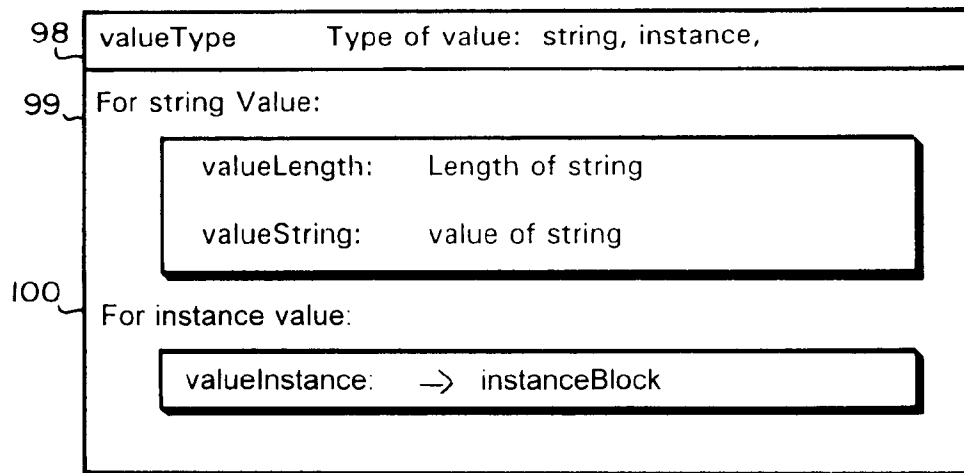 98 valueType Type of value: string, instance,
99 For string Value:
valueLength: Length of string
valueString: value of string
100
For instance value:
valueInstance: -> instanceBlock